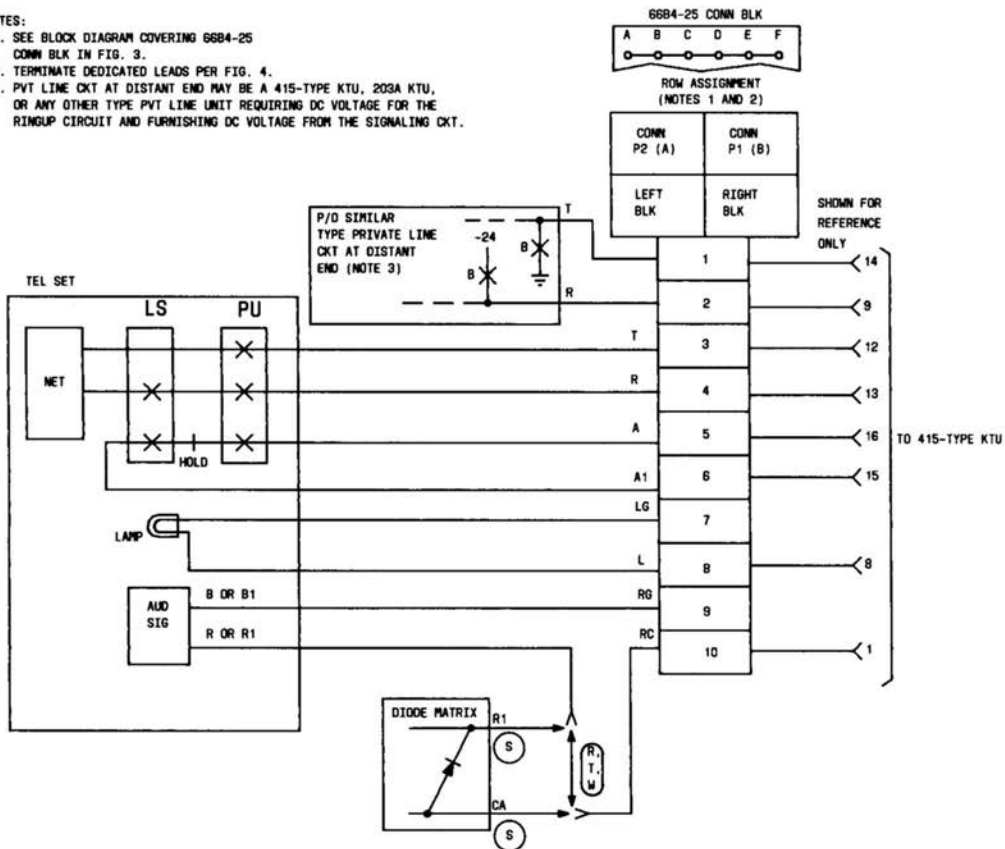 TES:
. SEE BLOCK DIAGRAM COVERING 66B4-25
CONN BLK IN FIG. 3.
. TERMINATE DEDICATED LEADS PER FIG. 4.
. PVT LINE CKT AT DISTANT END MAY BE A 415-TYPE KTU, 203A KTU,
OR ANY OTHER TYPE PVT LINE UNIT REQUIRING DC VOLTAGE FOR THE
RINGUP CIRCUIT AND FURNISHING DC VOLTAGE FROM THE SIGNALING CKT.
66B4-25 CONN BLK
A B C D E F
ROW ASSIGNMENT
(NOTES 1 AND 2)
CONN
P2 (A)
CONN
P1 (B)
LEFT
BLK
RIGHT
BLK
SHOWN FOR
REFERENCE
ONLY
P/O SIMILAR
TYPE PRIVATE LINE
CKT AT DISTANT
END (NOTE 3)
-24
B
B
T
R
1
14
2
9
TEL SET
LS
PU
NET
HOLD
T
3
12
R
4
13
A
5
16
TO 415-TYPE KTU
A1
6
15
LAMP
LG
7
L
8
8
AUD
SIG
B OR B1
RG
9
R OR R1
RC
10
1
DIODE MATRIX
R1
S
R,
T,
W
CA
S